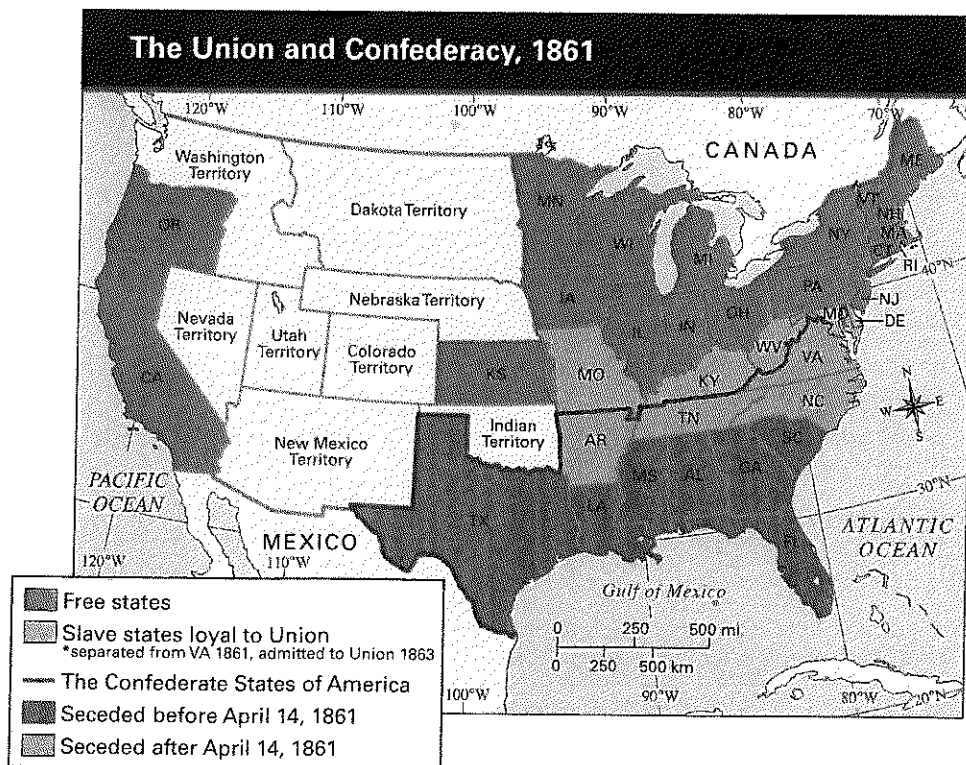 The Union and Confederacy, 1861
120°W
110°W
100°W
90°W
80°W
70°W
Washington
Territory
CANADA
ME
Dakota Territory
MN
VT
NH
OR
WI
NY
MA
MI
CT
RI
40°N
IA
PA
NJ
Nebraska Territory
Nevada
Territory
Utah
Territory
Colorado
Territory
IL
IN
OH
MD
DE
WV
VA
CA
KS
MO
KY
NC
N
W
E
S
New Mexico
Territory
Indian
Territory
AR
TN
SC
PACIFIC
OCEAN
MS
AL
GA
30°N
LA
TX
MEXICO
FL
ATLANTIC
OCEAN
120°W
110°W
Gulf of Mexico
0 250 500 mi
0 250 500 km
100°W
90°W
80°W
20°N
Free states
Slave states loyal to Union
*separated from VA 1861, admitted to Union 1863
The Confederate States of America
Seceded before April 14, 1861
Seceded after April 14, 1861